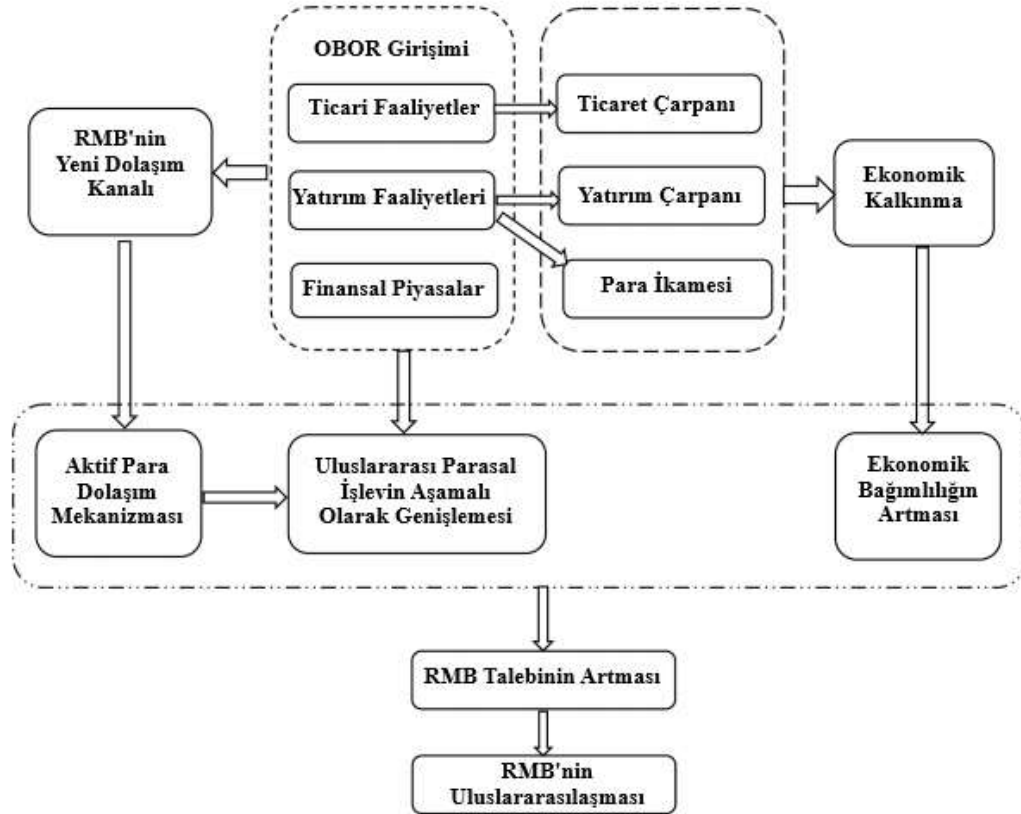 OBOR Girişimi
Ticari Faaliyetler
Ticaret Çarpanı
RMB'nin
Yeni Dolaşım
Kanalı
Yatırım Faaliyetleri
Yatırım Çarpanı
Ekonomik
Kalkınma
Finansal Piyasalar
Para İkamesi
Aktif Para
Dolaşım
Mekanizması
Uluslararası Parasal
İşlevin Aşamalı
Olarak Genişlemesi
Ekonomik
Bağımlılığın
Artması
RMB Talebinin Artması
RMB'nin
Uluslararasılaşması